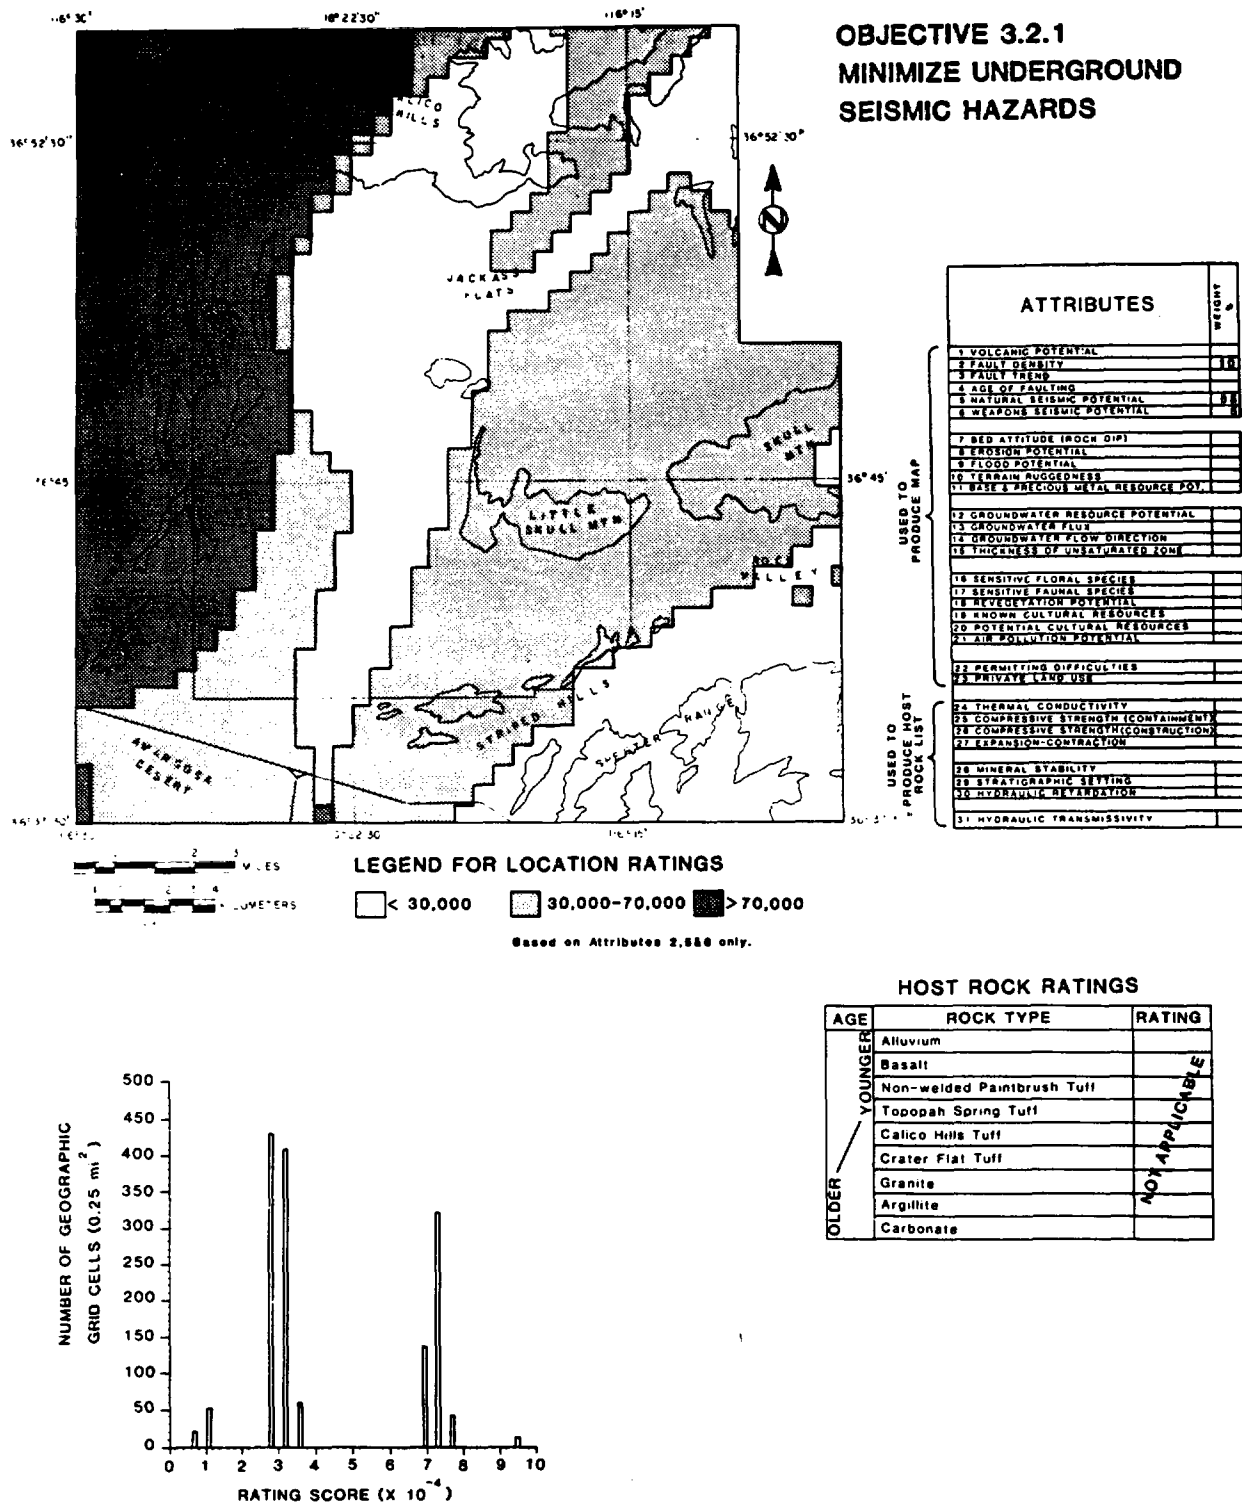 OBJECTIVE 3.2.1
MINIMIZE UNDERGROUND
SEISMIC HAZARDS
116°15'
36°52'30"
HILLS
JACKASS
FLATS
SKULL
MTN
36°45'
LITTLE
SKULL MTN
VALLEY
STRIPED HILLS
RANGE
DESERT
ATTRIBUTES
WEIGHT
%
USED TO
PRODUCE MAP
1 VOLCANIC POTENTIAL
2 FAULT DENSITY
3 FAULT TREND
4 AGE OF FAULTING
5 NATURAL SEISMIC POTENTIAL
6 WEAPONS SEISMIC POTENTIAL
7 BED ATTITUDE (ROCK DIP)
8 EROSION POTENTIAL
9 FLOOD POTENTIAL
10 TERRAIN RUGGEDNESS
11 BASE & PRECIOUS METAL RESOURCE POT.
12 GROUNDWATER RESOURCE POTENTIAL
13 GROUNDWATER FLUX
14 GROUNDWATER FLOW DIRECTION
15 THICKNESS OF UNSATURATED ZONE
16 SENSITIVE FLORAL SPECIES
17 SENSITIVE FAUNAL SPECIES
18 REVEGETATION POTENTIAL
19 KNOWN CULTURAL RESOURCES
20 POTENTIAL CULTURAL RESOURCES
21 AIR POLLUTION POTENTIAL
22 PERMITTING DIFFICULTIES
23 PRIVATE LAND USE
USED TO
PRODUCE HOST
ROCK LIST
24 THERMAL CONDUCTIVITY
25 COMPRESSIVE STRENGTH (CONTAINMENT)
26 COMPRESSIVE STRENGTH(CONSTRUCTION)
27 EXPANSION-CONTRACTION
28 MINERAL STABILITY
29 STRATIGRAPHIC SETTING
30 HYDRAULIC RETARDATION
31 HYDRAULIC TRANSMISSIVITY
LEGEND FOR LOCATION RATINGS
< 30,000 30,000-70,000 >70,000
Based on Attributes 2,5&6 only.
HOST ROCK RATINGS
AGE ROCK TYPE RATING
OLDER YOUNGER
Alluvium
Basalt
Non-welded Paintbrush Tuff
Topopah Spring Tuff
Calico Hills Tuff
Crater Flat Tuff
Granite
Argillite
Carbonate
NOT APPLICABLE
NUMBER OF GEOGRAPHIC
GRID CELLS (0.25 mi²)
500
450
400
350
300
250
200
150
100
50
0
0 1 2 3 4 5 6 7 8 9 10
RATING SCORE (X 10⁻⁴)